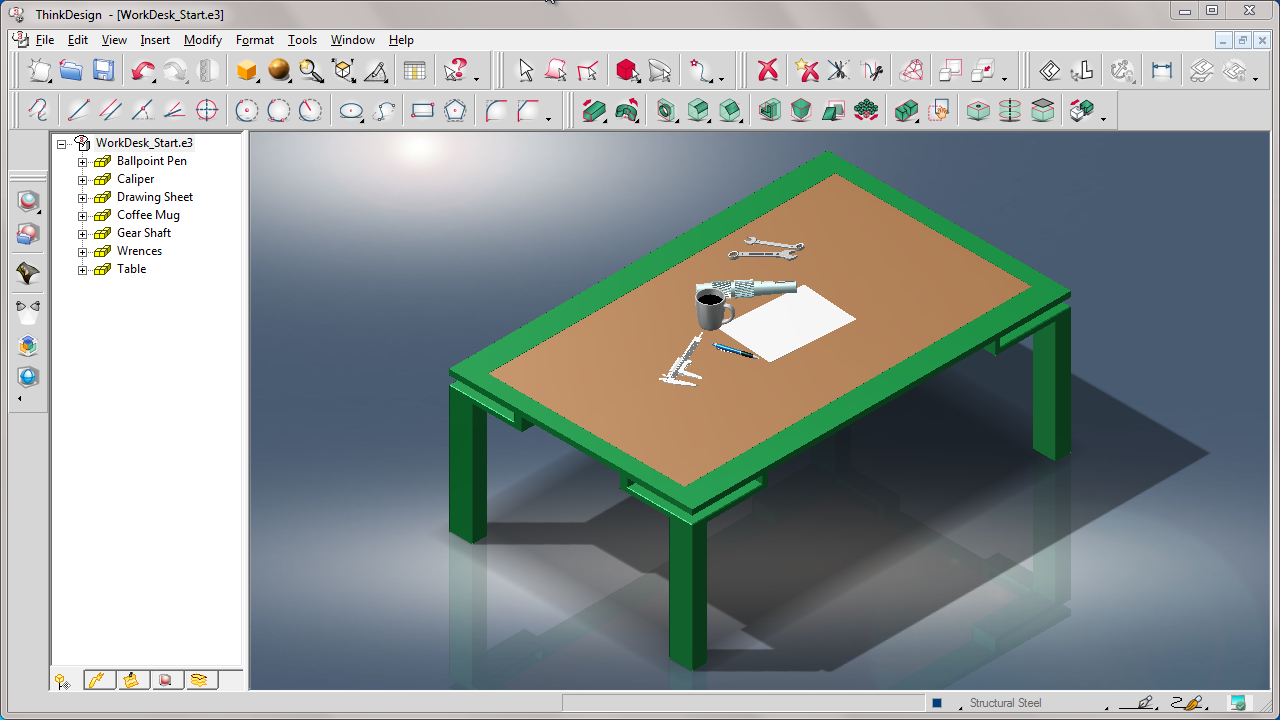 ThinkDesign - [WorkDesk_Start.e3]
File Edit View Insert Modify Format Tools Window Help
WorkDesk_Start.e3
Ballpoint Pen
Caliper
Drawing Sheet
Coffee Mug
Gear Shaft
Wrences
Table
Structural Steel